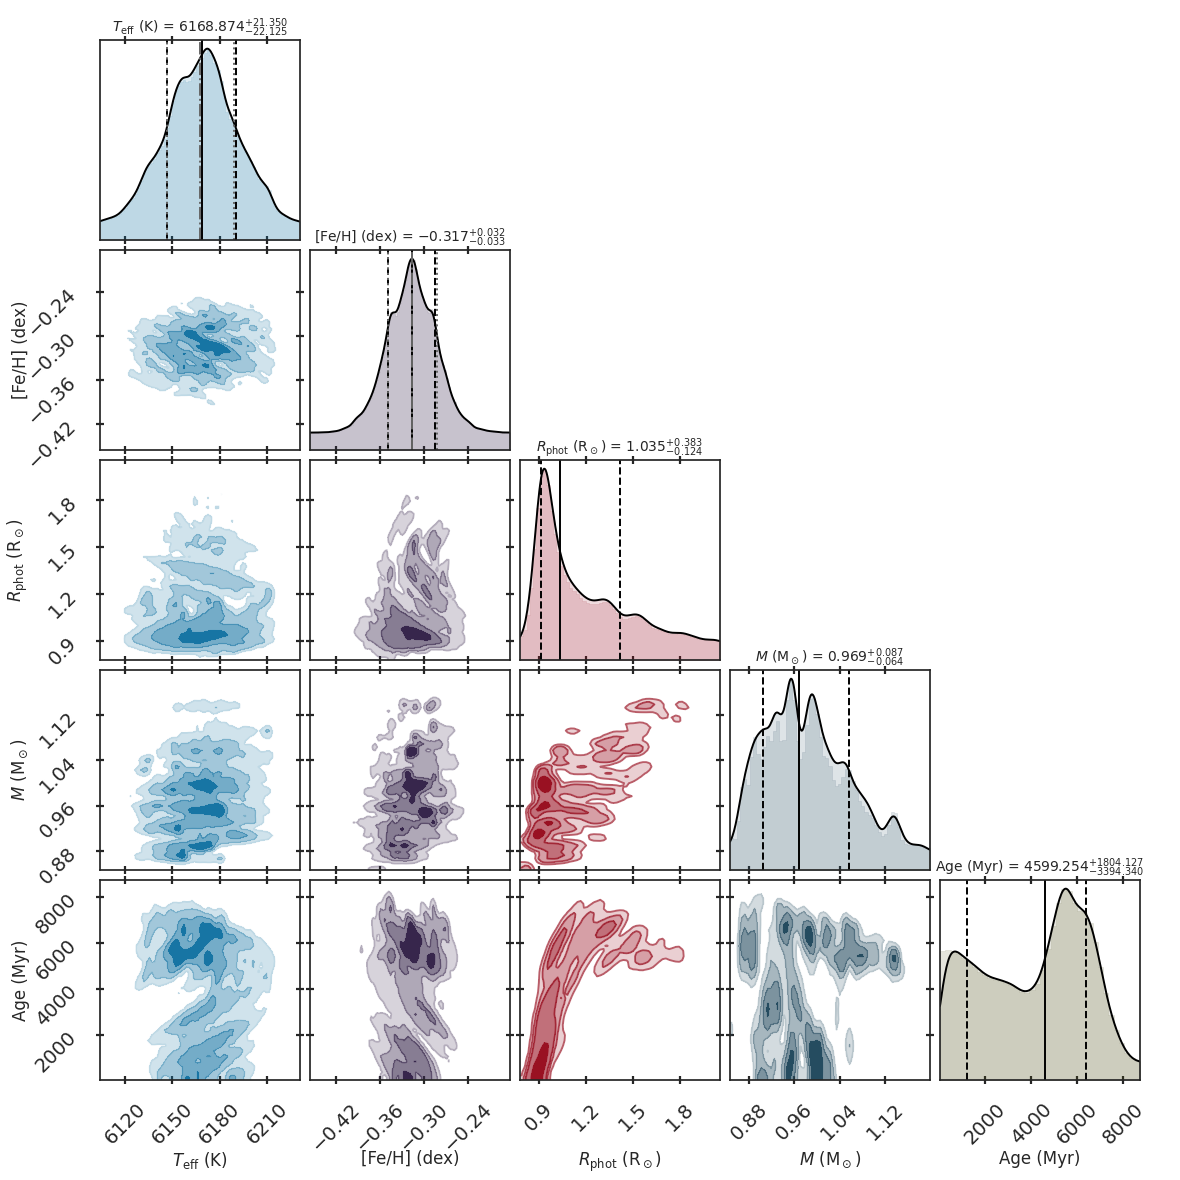 T_eff (K) = 6168.874 +21.350 −22.125
[Fe/H] (dex) = −0.317 +0.032 −0.033
−0.24
−0.30
−0.36
−0.42
[Fe/H] (dex)
R_phot (R_⊙) = 1.035 +0.383 −0.124
1.8
1.5
1.2
0.9
R_phot (R_⊙)
M (M_⊙) = 0.969 +0.087 −0.064
1.12
1.04
0.96
0.88
M (M_⊙)
Age (Myr) = 4599.254 +1804.127 −3394.340
8000
6000
4000
2000
Age (Myr)
6120 6150 6180 6210
−0.42 −0.36 −0.30 −0.24
0.9 1.2 1.5 1.8
0.88 0.96 1.04 1.12
2000 4000 6000 8000
T_eff (K)
[Fe/H] (dex)
R_phot (R_⊙)
M (M_⊙)
Age (Myr)